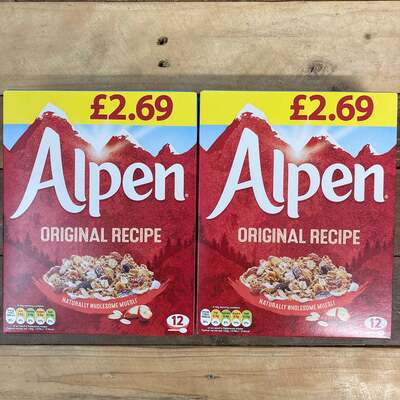 £2.69
Alpen
ORIGINAL RECIPE
NATURALLY WHOLESOME MUESLI
12
£2.69
Alpen
ORIGINAL RECIPE
NATURALLY WHOLESOME MUESLI
12